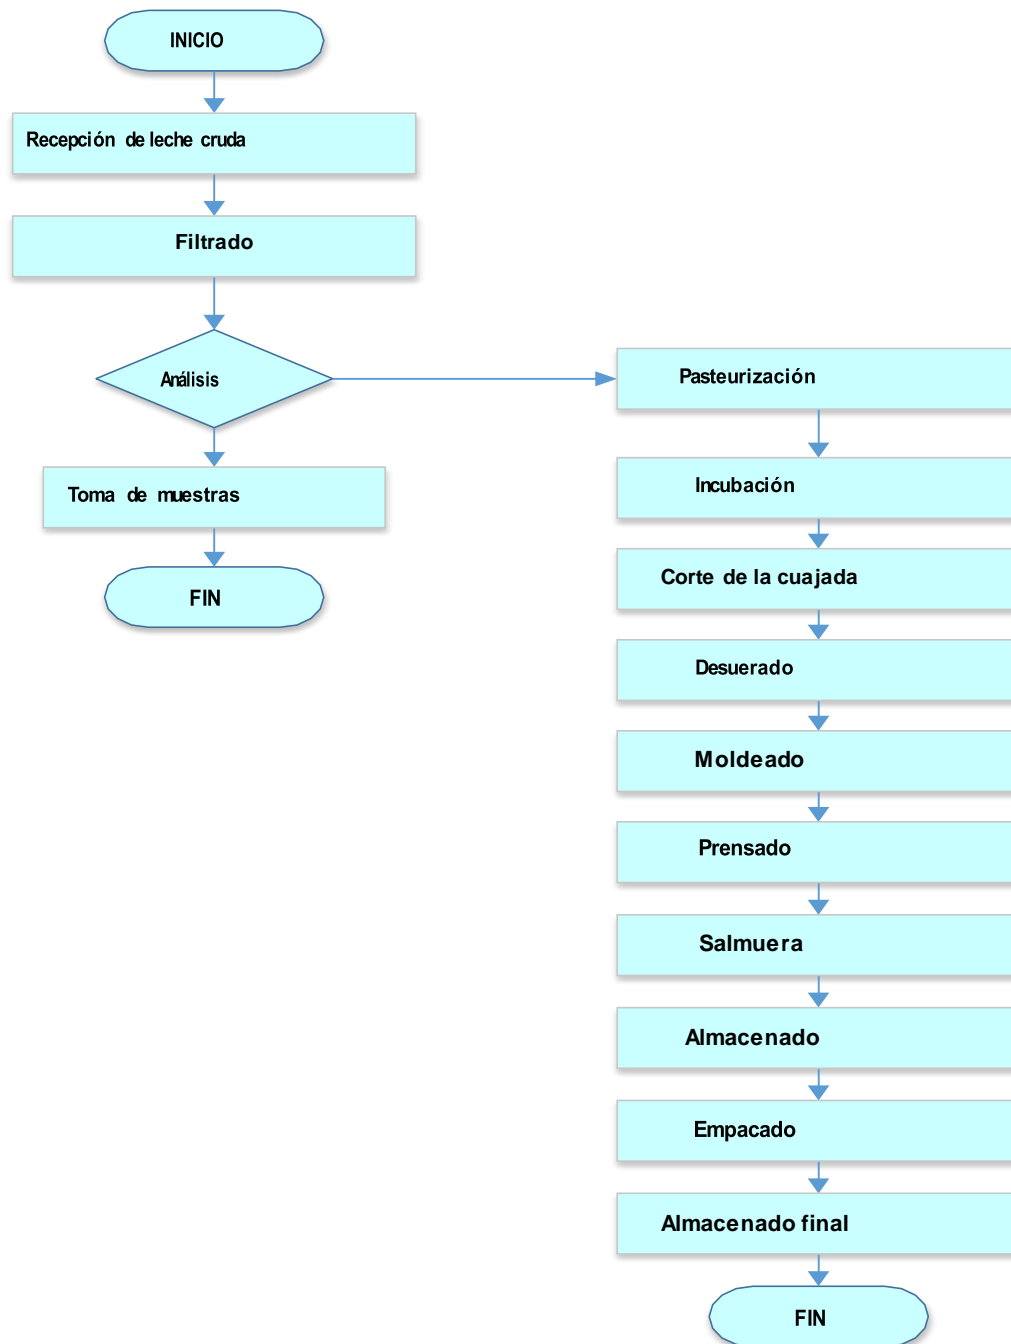 INICIO
Recepción de leche cruda
Filtrado
Análisis
Toma de muestras
FIN
Pasteurización
Incubación
Corte de la cuajada
Desuerado
Moldeado
Prensado
Salmuera
Almacenado
Empacado
Almacenado final
FIN